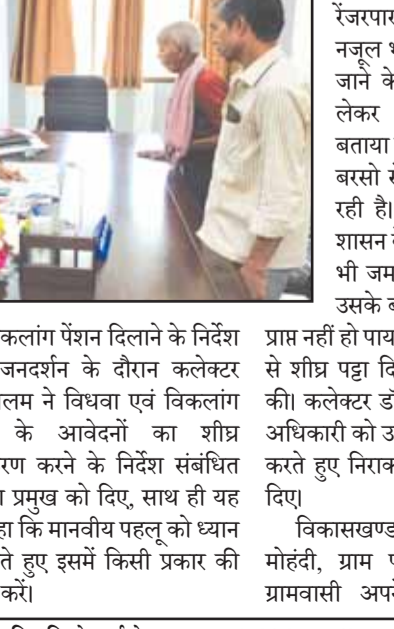 कलांग पेंशन दिलाने के निर्देश
जनदर्शन के दौरान कलेक्टर
लम ने विधवा एवं विकलांग
के आवेदनों का शीघ्र
रण करने के निर्देश संबंधित
प्रमुख को दिए, साथ ही यह
हा कि मानवीय पहलू को ध्यान
ते हुए इसमें किसी प्रकार की
करें।
रेंजरपार
नजूल
जाने के
लेकर
बताया
बरसो से
रही है।
शासन
भी जम
उसके
प्राप्त नहीं हो पाय
से शीघ्र पट्टा दि
की। कलेक्टर डॉ
अधिकारी को उ
करते हुए निराक
दिए।
विकासखण्ड
मोहंदी, ग्राम
ग्रामवासी अपने